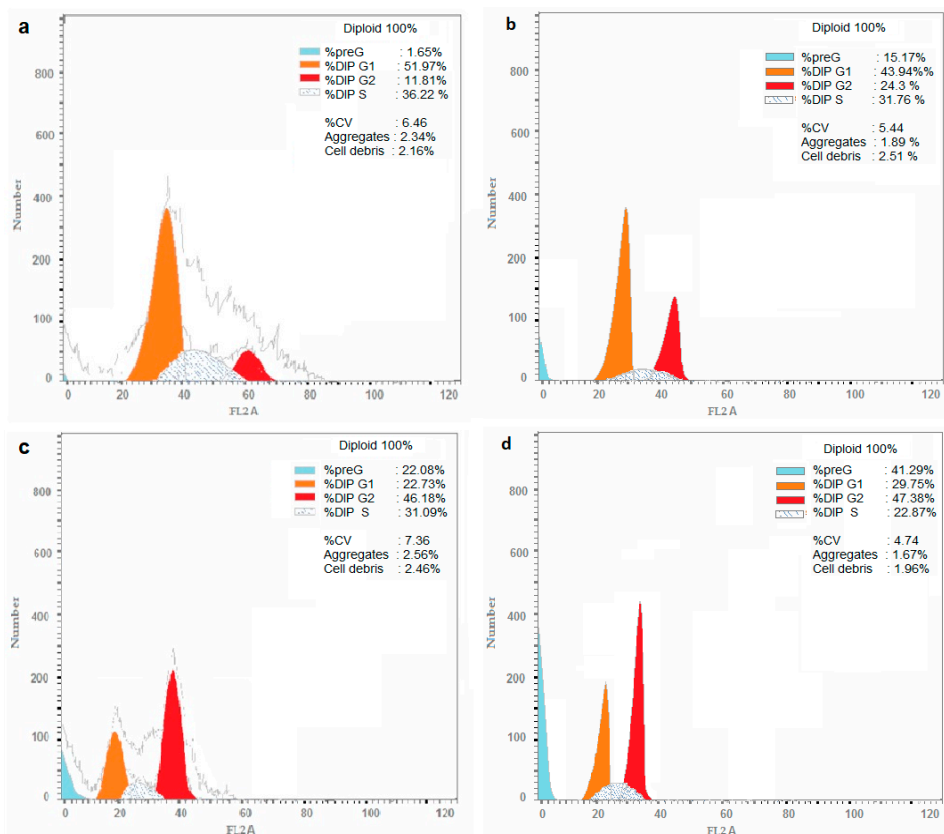 a
Diploid 100%
%preG : 1.65%
%DIP G1 : 51.97%
%DIP G2 : 11.81%
%DIP S : 36.22 %
%CV : 6.46
Aggregates : 2.34%
Cell debris : 2.16%
Number
800
600
400
200
100
0
0 20 40 60 80 100 120
FL2A
b
Diploid 100%
%preG : 15.17%
%DIP G1 : 43.94%%
%DIP G2 : 24.3 %
%DIP S : 31.76 %
%CV : 5.44
Aggregates : 1.89 %
Cell debris : 2.51 %
Number
800
600
400
200
100
0
0 20 40 60 80 100 120
FL2A
c
Diploid 100%
%preG : 22.08%
%DIP G1 : 22.73%
%DIP G2 : 46.18%
%DIP S : 31.09%
%CV : 7.36
Aggregates : 2.56%
Cell debris : 2.46%
Number
800
600
400
200
100
0
0 20 40 60 80 100 120
FL2A
d
Diploid 100%
%preG : 41.29%
%DIP G1 : 29.75%
%DIP G2 : 47.38%
%DIP S : 22.87%
%CV : 4.74
Aggregates : 1.67%
Cell debris : 1.96%
Number
800
600
400
200
100
0
0 20 40 60 80 100 120
FL2A